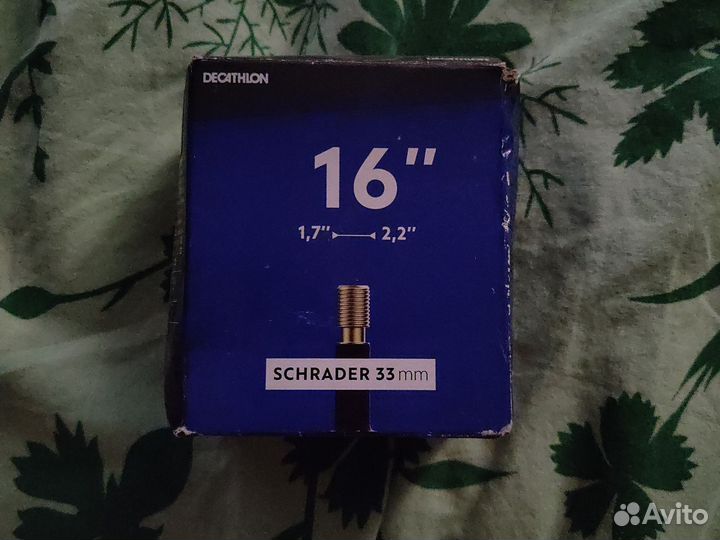 DECATHLON
16"
1,7" 2,2"
SCHRADER 33 mm
Avito